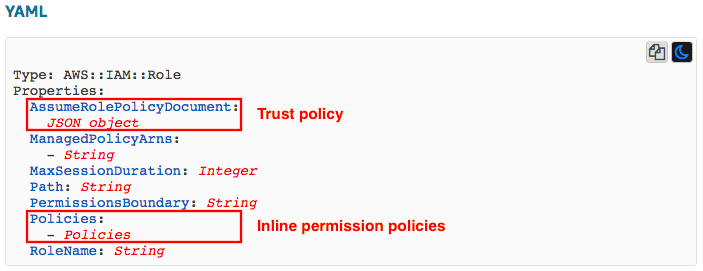 YAML
Type: AWS::IAM::Role
Properties:
AssumeRolePolicyDocument:
JSON object
Trust policy
ManagedPolicyArns:
- String
MaxSessionDuration: Integer
Path: String
PermissionsBoundary: String
Policies:
- Policies
Inline permission policies
RoleName: String